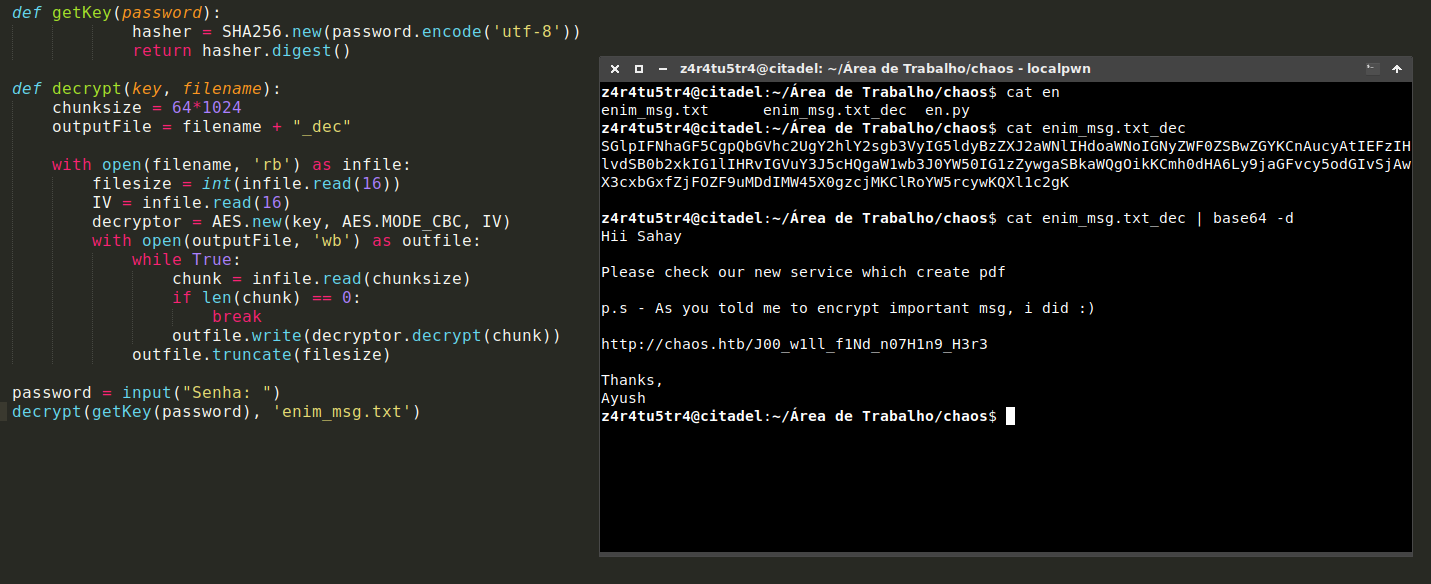 def getKey(password):
hasher = SHA256.new(password.encode('utf-8'))
return hasher.digest()
def decrypt(key, filename):
chunksize = 64*1024
outputFile = filename + "_dec"
with open(filename, 'rb') as infile:
filesize = int(infile.read(16))
IV = infile.read(16)
decryptor = AES.new(key, AES.MODE_CBC, IV)
with open(outputFile, 'wb') as outfile:
while True:
chunk = infile.read(chunksize)
if len(chunk) == 0:
break
outfile.write(decryptor.decrypt(chunk))
outfile.truncate(filesize)
password = input("Senha: ")
decrypt(getKey(password), 'enim_msg.txt')
z4r4tu5tr4@citadel: ~/Área de Trabalho/chaos - localpwn
z4r4tu5tr4@citadel:~/Área de Trabalho/chaos$ cat en
enim_msg.txt enim_msg.txt_dec en.py
z4r4tu5tr4@citadel:~/Área de Trabalho/chaos$ cat enim_msg.txt_dec
SGlpIFNhaGF5CgpQbGVhc2UgY2hlY2sgb3VyIG5ldyBzZXJ2aWNlIHdoaWNoIGNyZWF0ZSBwZGYKCnAucyAtIEFzIH
lvdSB0b2xkIG1lIHRvIGVuY3J5cHQgaW1wb3J0YW50IG1zZywgaSBkaWQgOikKCmh0dHA6Ly9jaGFvcy5odGIvSjAw
X3cxbGxfZjFOZF9uMDdIMW45X0gzcjMKClRoYW5rcywKQXl1c2gK
z4r4tu5tr4@citadel:~/Área de Trabalho/chaos$ cat enim_msg.txt_dec | base64 -d
Hii Sahay
Please check our new service which create pdf
p.s - As you told me to encrypt important msg, i did :)
http://chaos.htb/J00_w1ll_f1Nd_n07H1n9_H3r3
Thanks,
Ayush
z4r4tu5tr4@citadel:~/Área de Trabalho/chaos$